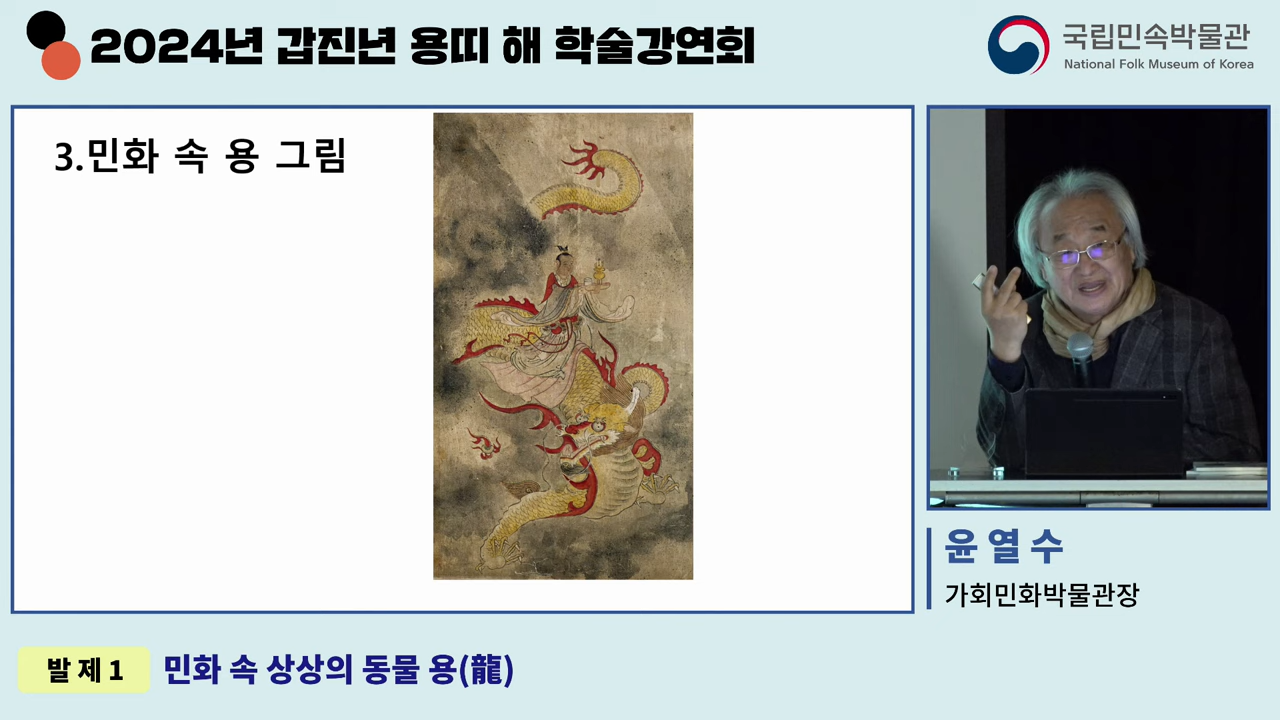 2024년 갑진년 용띠 해 학술강연회
국립민속박물관
National Folk Museum of Korea
3.민화 속 용 그림
윤열수
가회민화박물관장
발제1
민화 속 상상의 동물 용(龍)